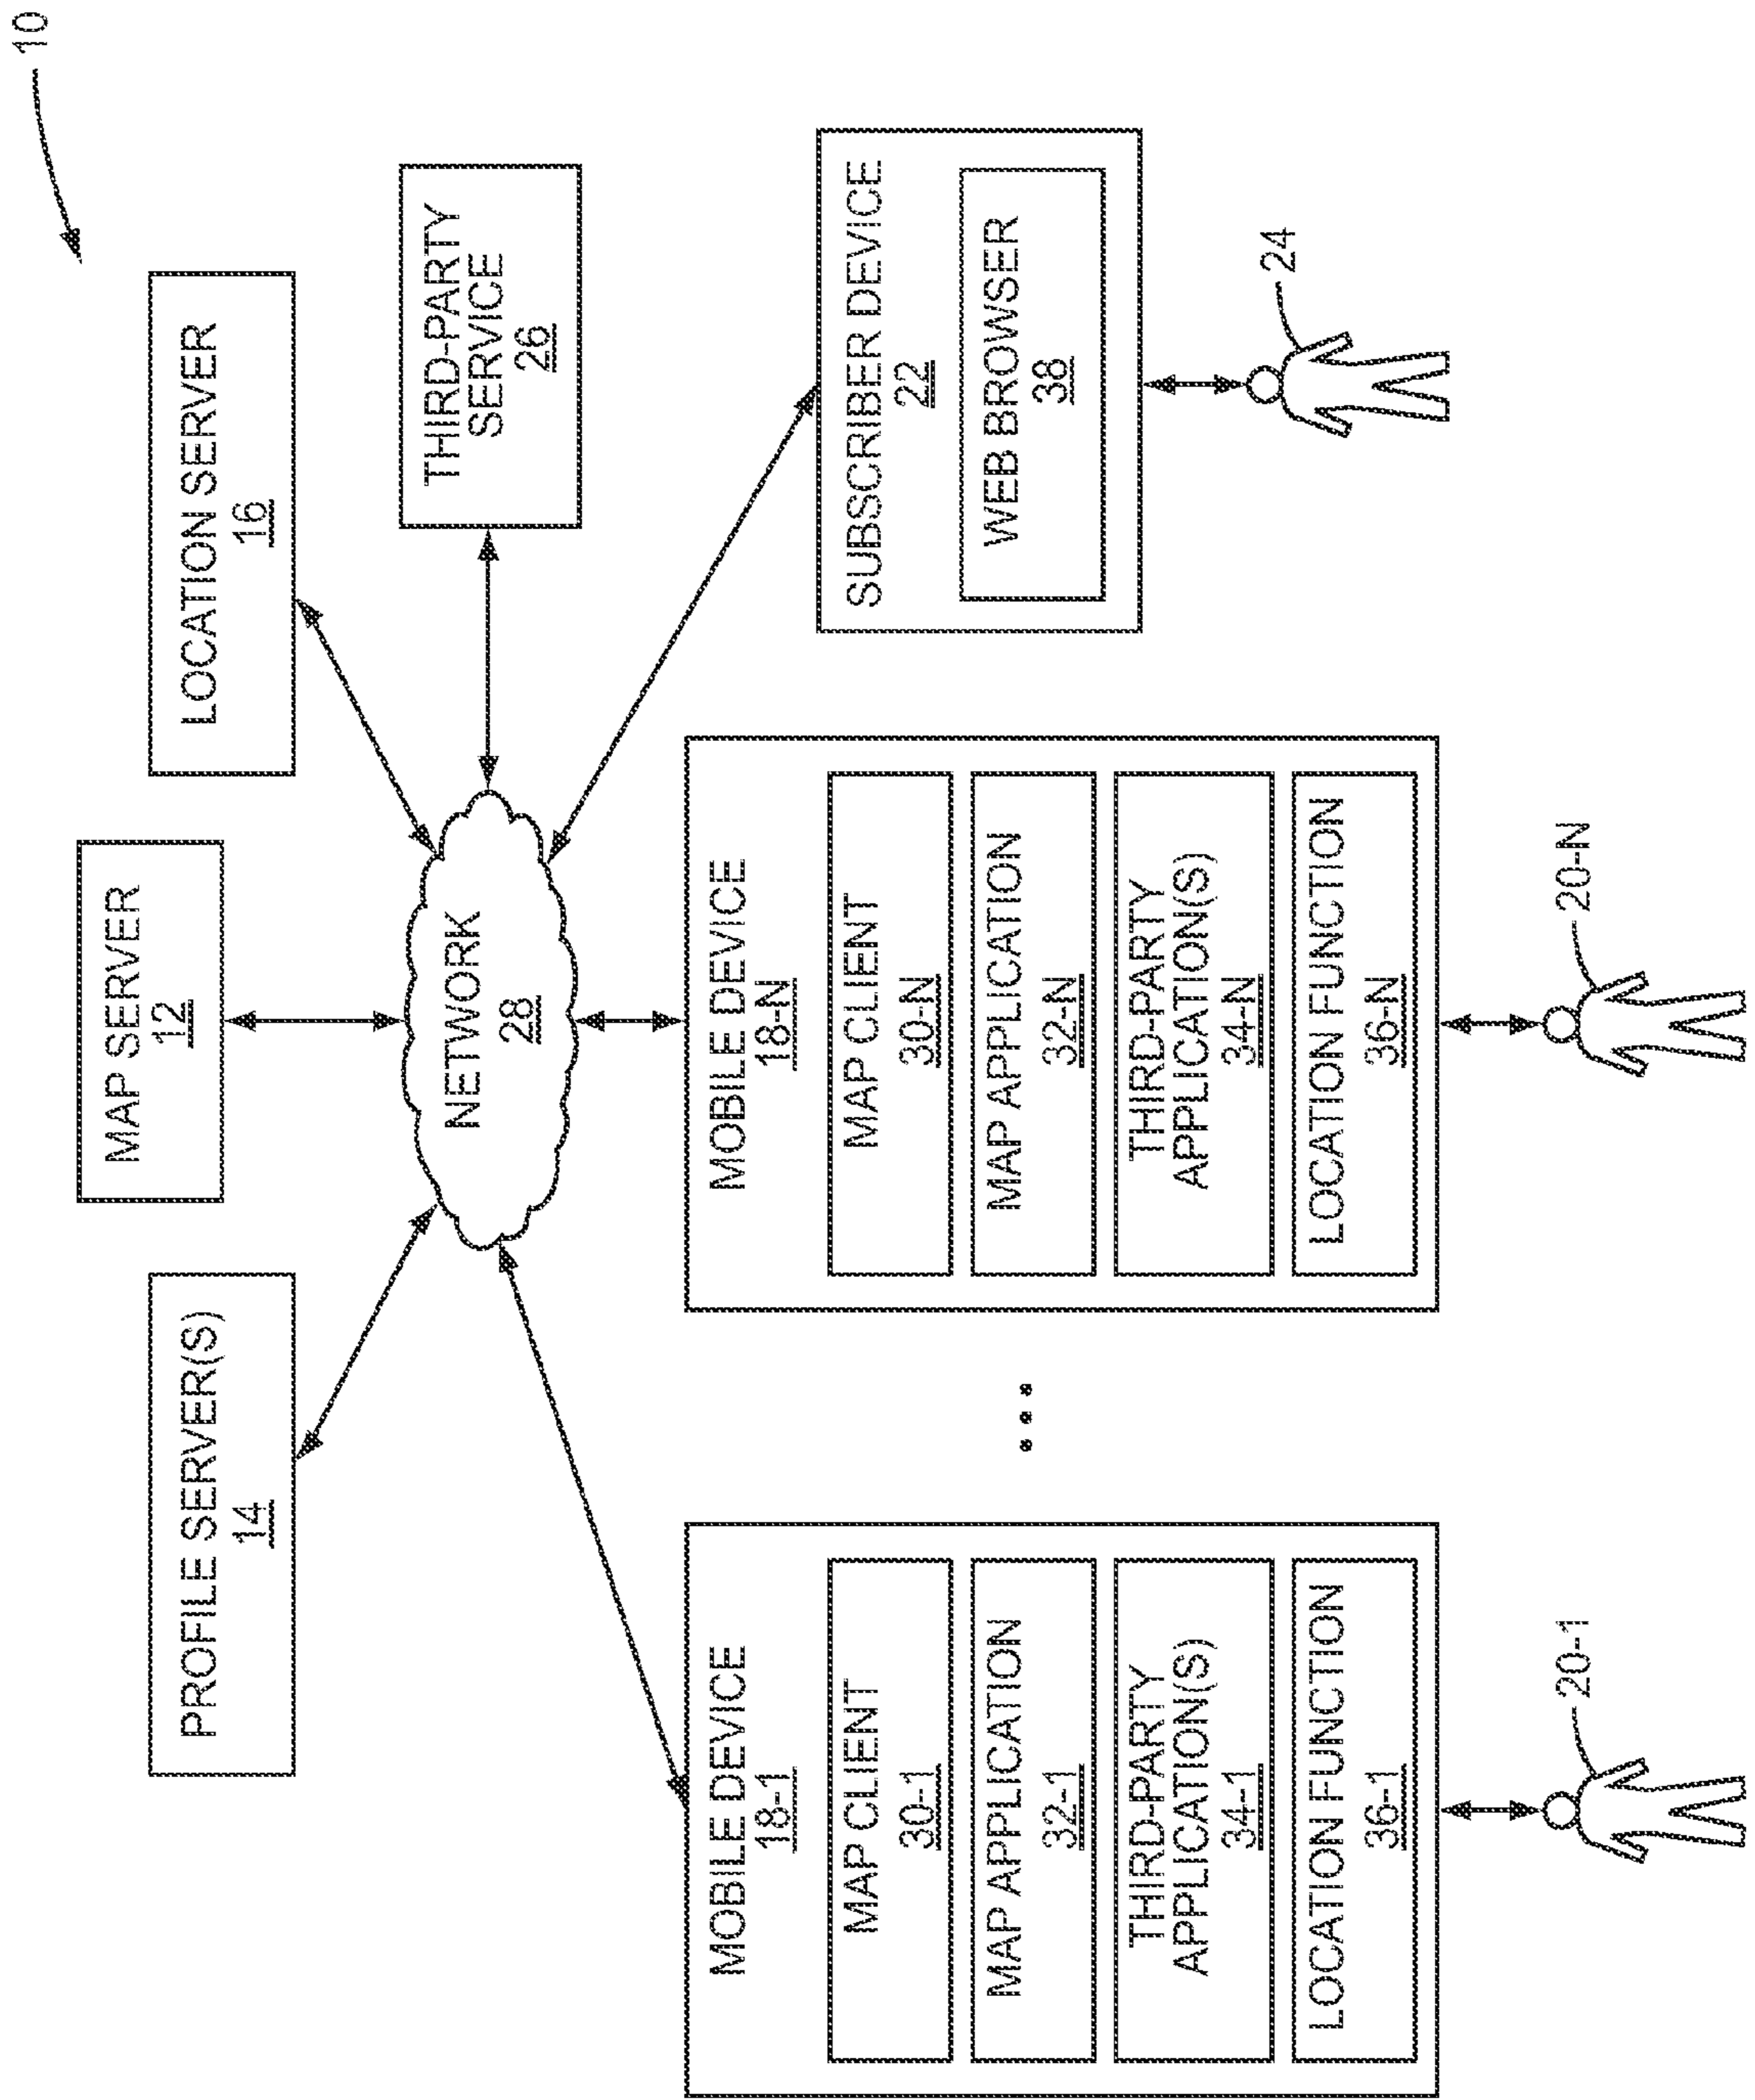 10
MAP SERVER
12
PROFILE SERVER(S)
14
LOCATION SERVER
16
THIRD-PARTY
SERVICE
26
NETWORK
28
MOBILE DEVICE
18-1
MAP CLIENT
30-1
MAP APPLICATION
32-1
THIRD-PARTY
APPLICATION(S)
34-1
LOCATION FUNCTION
36-1
20-1
MOBILE DEVICE
18-N
MAP CLIENT
30-N
MAP APPLICATION
32-N
THIRD-PARTY
APPLICATION(S)
34-N
LOCATION FUNCTION
36-N
20-N
SUBSCRIBER DEVICE
22
WEB BROWSER
38
24